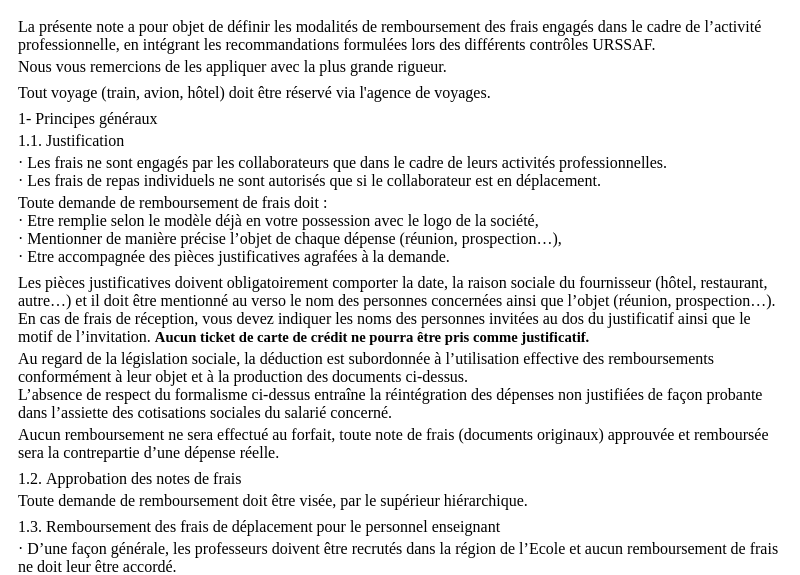 La présente note a pour objet de définir les modalités de remboursement des frais engagés dans le cadre de l’activité
professionnelle, en intégrant les recommandations formulées lors des différents contrôles URSSAF.
Nous vous remercions de les appliquer avec la plus grande rigueur.
Tout voyage (train, avion, hôtel) doit être réservé via l'agence de voyages.
1- Principes généraux
1.1. Justification
· Les frais ne sont engagés par les collaborateurs que dans le cadre de leurs activités professionnelles.
· Les frais de repas individuels ne sont autorisés que si le collaborateur est en déplacement.
Toute demande de remboursement de frais doit :
· Etre remplie selon le modèle déjà en votre possession avec le logo de la société,
· Mentionner de manière précise l’objet de chaque dépense (réunion, prospection…),
· Etre accompagnée des pièces justificatives agrafées à la demande.
Les pièces justificatives doivent obligatoirement comporter la date, la raison sociale du fournisseur (hôtel, restaurant,
autre…) et il doit être mentionné au verso le nom des personnes concernées ainsi que l’objet (réunion, prospection…).
En cas de frais de réception, vous devez indiquer les noms des personnes invitées au dos du justificatif ainsi que le
motif de l’invitation. Aucun ticket de carte de crédit ne pourra être pris comme justificatif.
Au regard de la législation sociale, la déduction est subordonnée à l’utilisation effective des remboursements
conformément à leur objet et à la production des documents ci-dessus.
L’absence de respect du formalisme ci-dessus entraîne la réintégration des dépenses non justifiées de façon probante
dans l’assiette des cotisations sociales du salarié concerné.
Aucun remboursement ne sera effectué au forfait, toute note de frais (documents originaux) approuvée et remboursée
sera la contrepartie d’une dépense réelle.
1.2. Approbation des notes de frais
Toute demande de remboursement doit être visée, par le supérieur hiérarchique.
1.3. Remboursement des frais de déplacement pour le personnel enseignant
· D’une façon générale, les professeurs doivent être recrutés dans la région de l’Ecole et aucun remboursement de frais
ne doit leur être accordé.